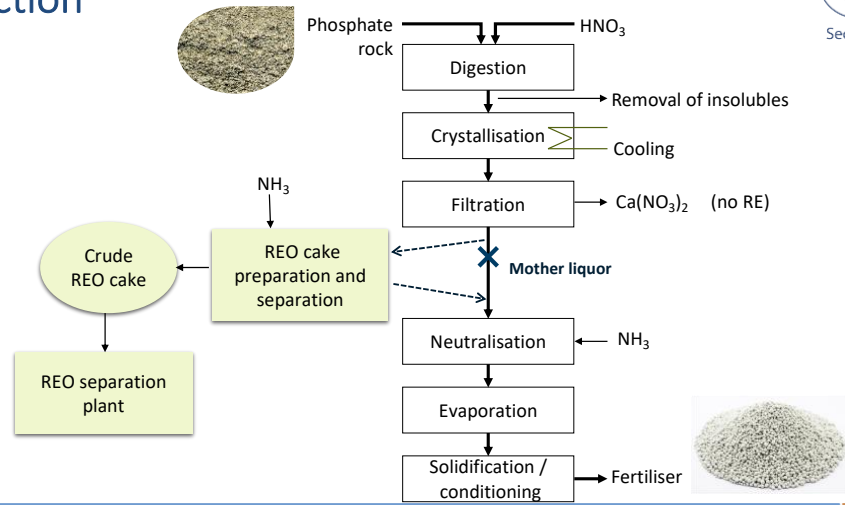 ction
Sec
Phosphate
rock
HNO₃
Digestion
Removal of insolubles
Crystallisation
Cooling
NH₃
Filtration
Ca(NO₃)₂ (no RE)
Crude
REO cake
REO cake
preparation and
separation
Mother liquor
Neutralisation
NH₃
REO separation
plant
Evaporation
Solidification /
conditioning
Fertiliser